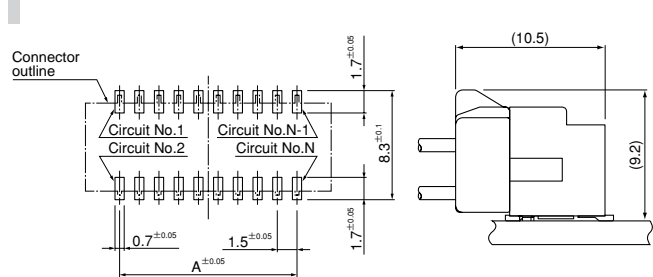 Connector
outline
Circuit No.1
Circuit No.N-1
Circuit No.2
Circuit No.N
0.7±0.05
1.5±0.05
A±0.05
1.7±0.05
8.3±0.1
1.7±0.05
(10.5)
(9.2)